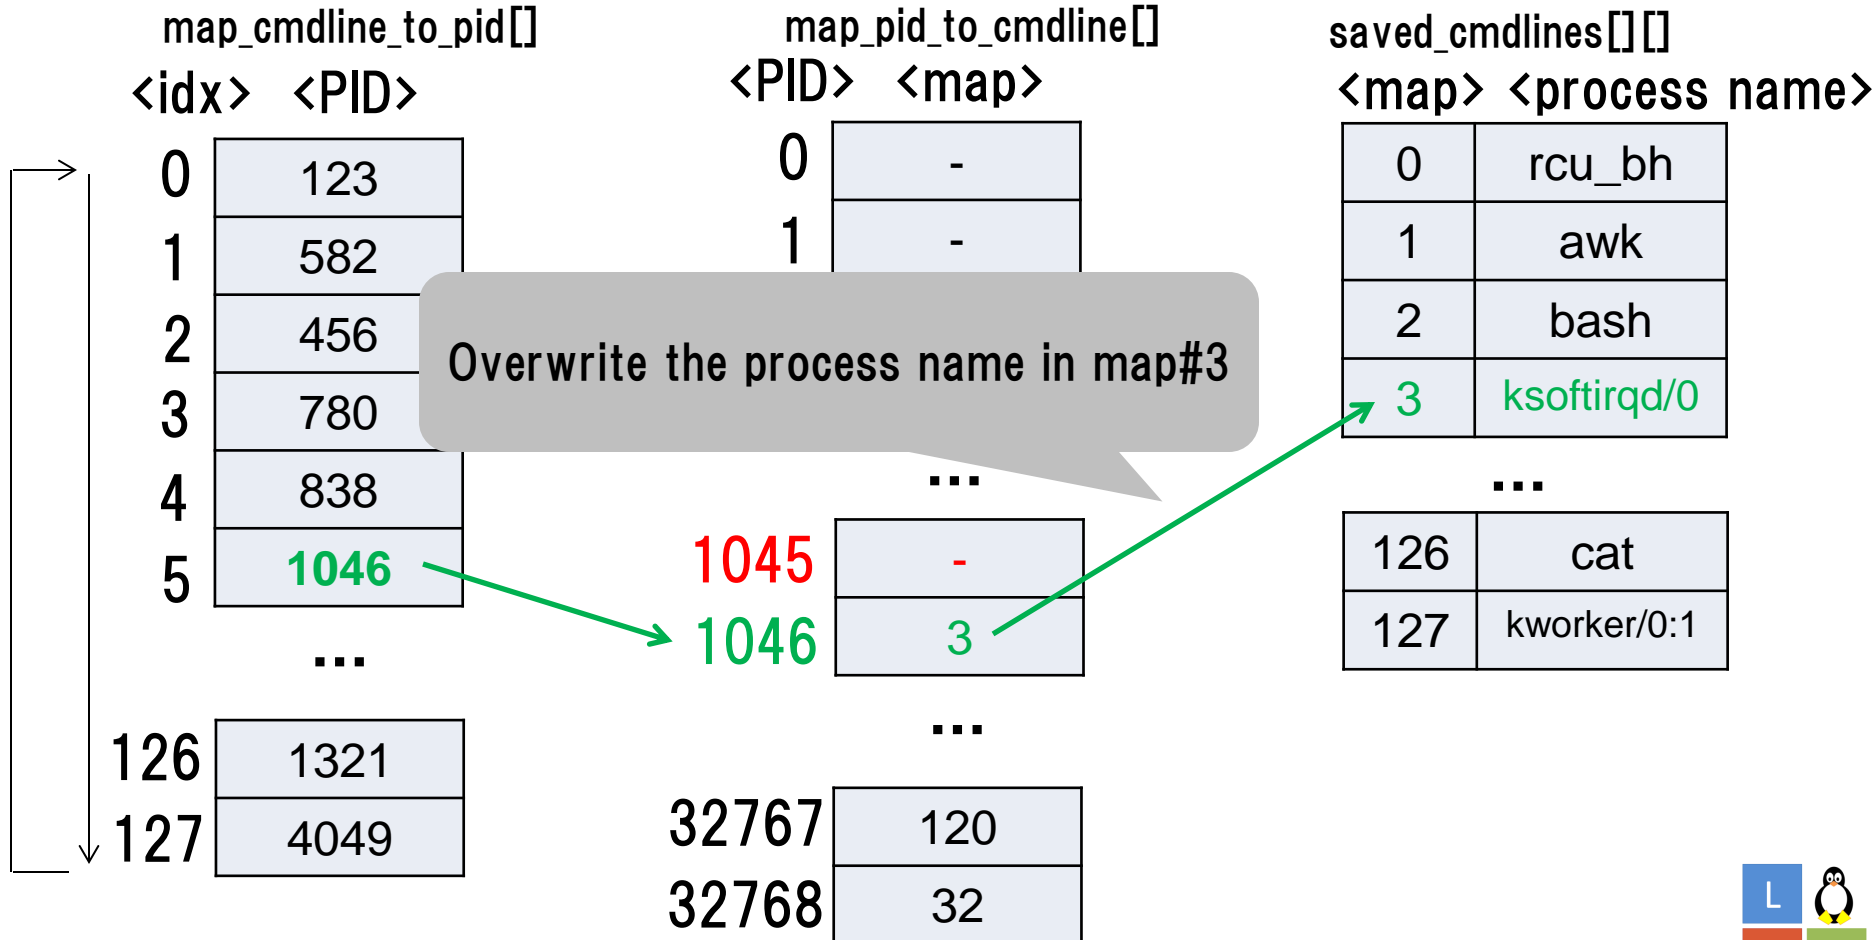 map_cmdline_to_pid[]
<idx> <PID>
0 123
1 582
2 456
3 780
4 838
5 1046
...
126 1321
127 4049
map_pid_to_cmdline[]
<PID> <map>
0 -
1 -
Overwrite the process name in map#3
...
1045 -
1046 3
...
32767 120
32768 32
saved_cmdlines[][]
<map> <process name>
0 rcu_bh
1 awk
2 bash
3 ksoftirqd/0
...
126 cat
127 kworker/0:1
L